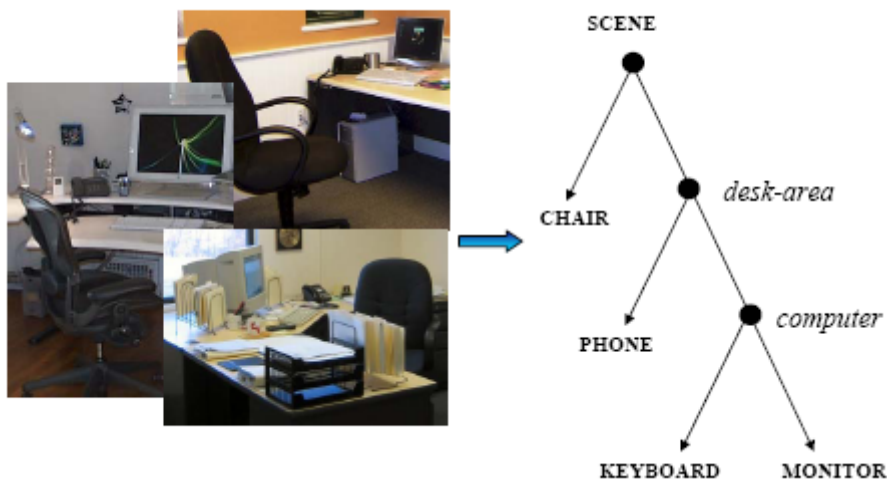 SCENE
desk-area
CHAIR
computer
PHONE
KEYBOARD
MONITOR